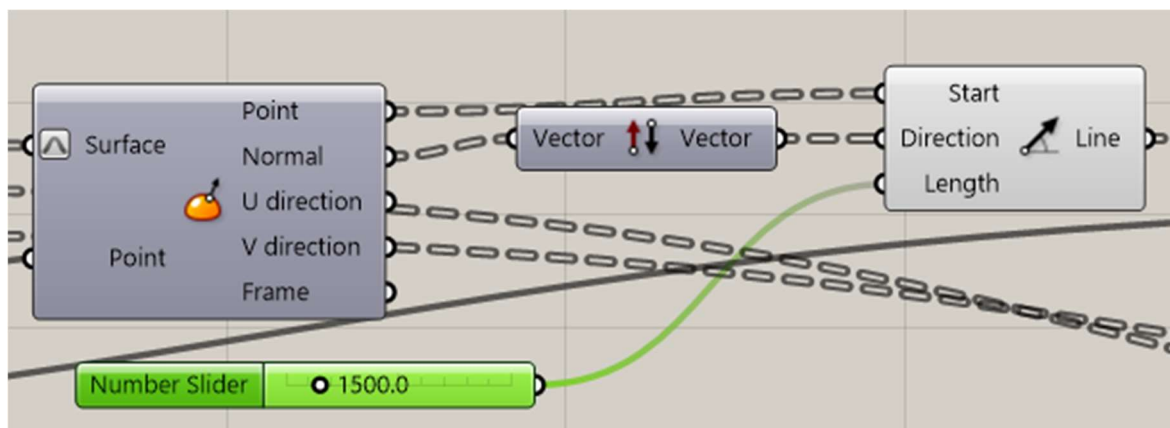 Surface
Point
Point
Normal
U direction
V direction
Frame
Vector Vector
Start
Direction
Length
Line
Number Slider 1500.0